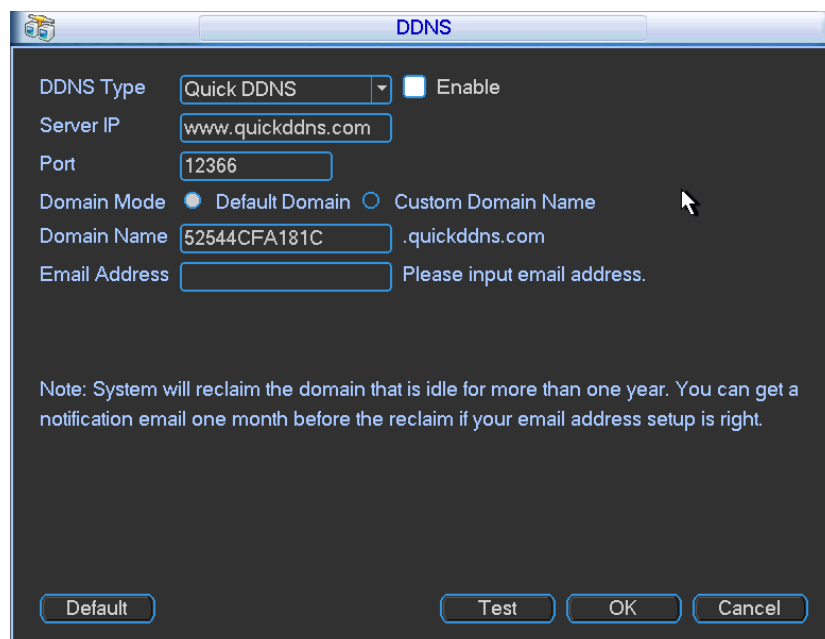 DDNS
DDNS Type Quick DDNS Enable
Server IP www.quickddns.com
Port 12366
Domain Mode Default Domain Custom Domain Name
Domain Name 52544CFA181C .quickddns.com
Email Address Please input email address.
Note: System will reclaim the domain that is idle for more than one year. You can get a
notification email one month before the reclaim if your email address setup is right.
Default Test OK Cancel